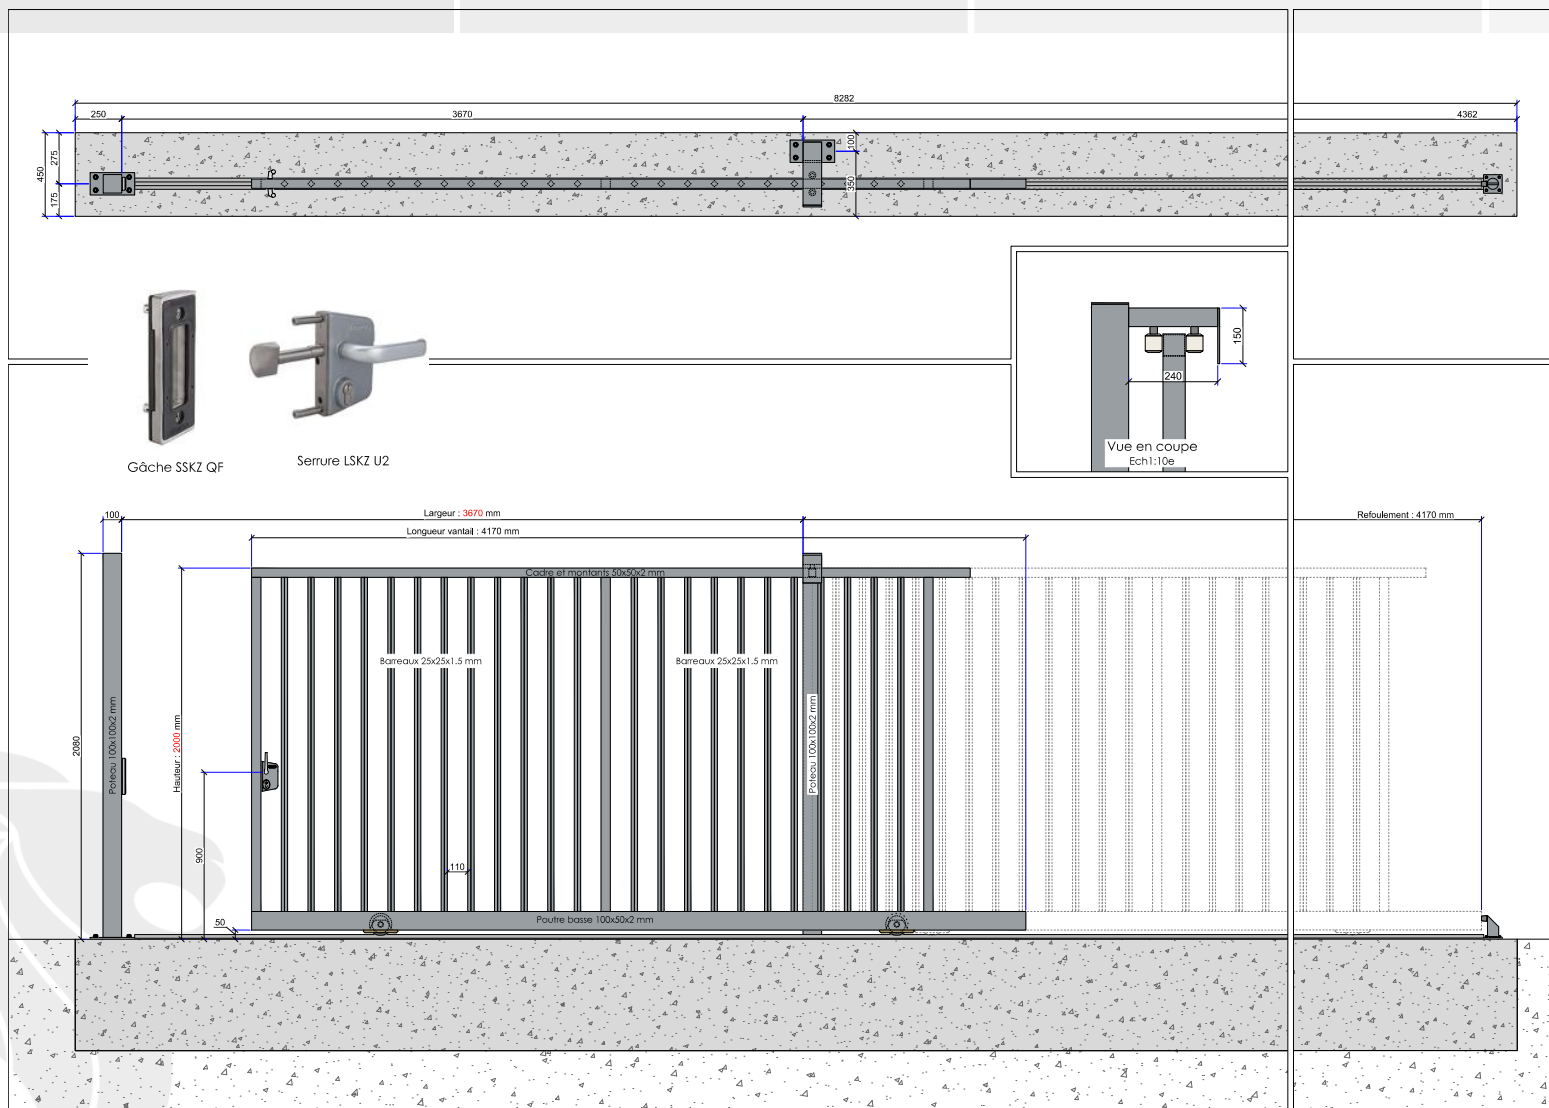 8282
250
3670
4362
450
275
175
100
350
150
240
Vue en coupe
Ech1:10e
Gâche SSKZ QF
Serrure LSKZ U2
100
Largeur : 3670 mm
Refoulement : 4170 mm
Longueur vantail : 4170 mm
Cadre et montants 50x50x2 mm
Barreaux 25x25x1.5 mm
Barreaux 25x25x1.5 mm
2080
Poteau 100x100x2 mm
Hauteur : 2000 mm
Poteau 100x100x2 mm
900
110
50
Poutre basse 100x50x2 mm